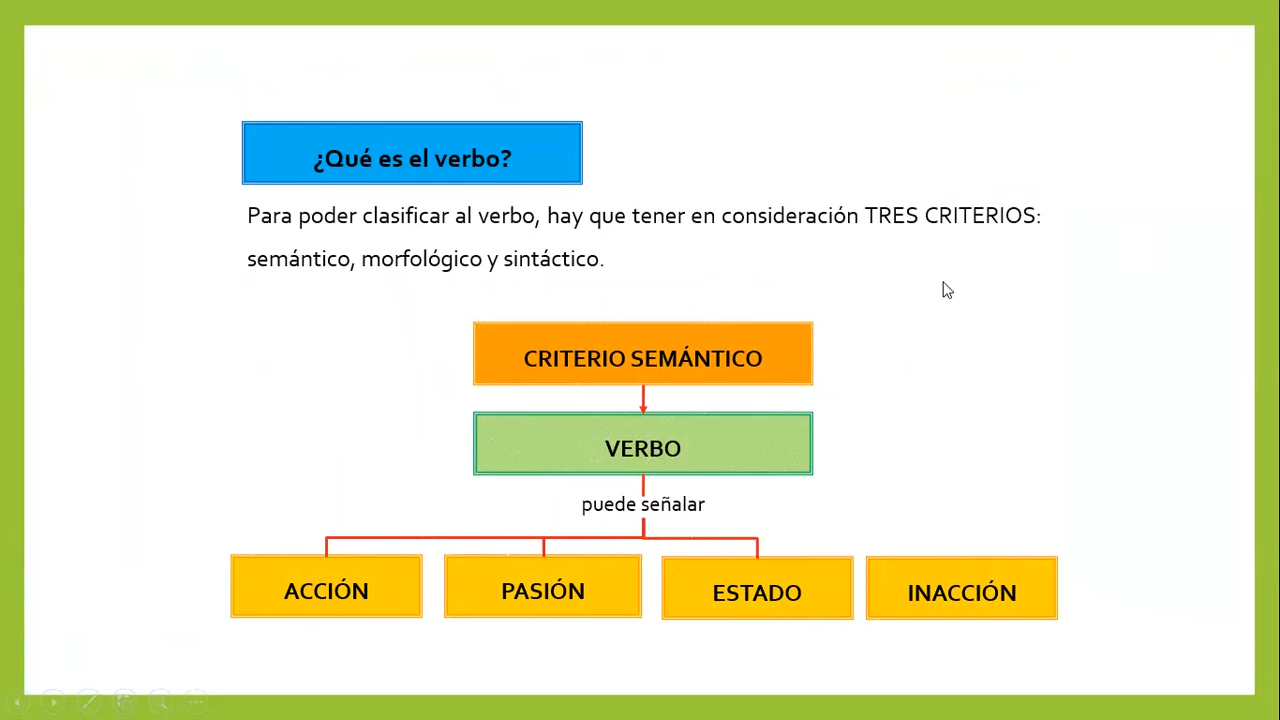 ¿Qué es el verbo?
Para poder clasificar al verbo, hay que tener en consideración TRES CRITERIOS:
semántico, morfológico y sintáctico.
CRITERIO SEMÁNTICO
VERBO
puede señalar
ACCIÓN
PASIÓN
ESTADO
INACCIÓN